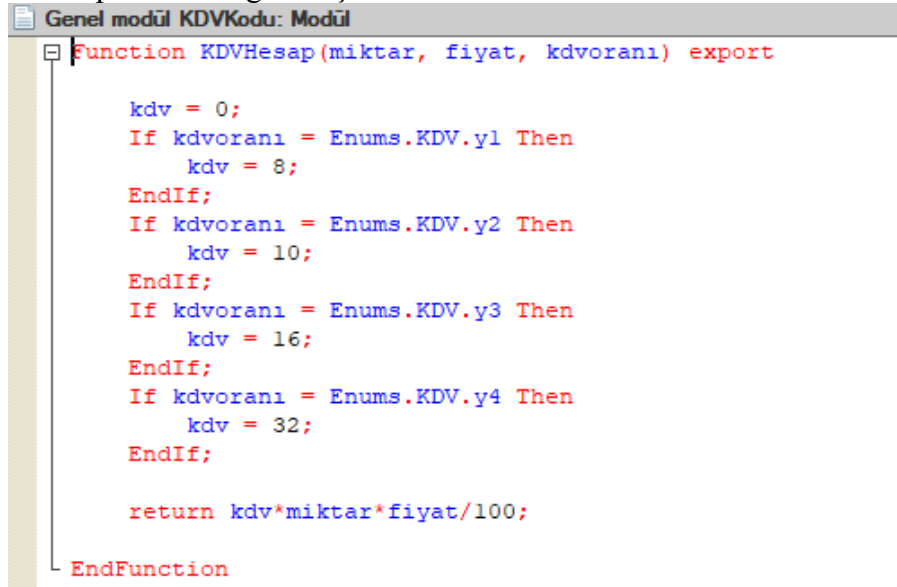 Genel modül KDVKodu: Modül
Function KDVHesap(miktar, fiyat, kdvoranı) export
kdv = 0;
If kdvoranı = Enums.KDV.y1 Then
kdv = 8;
EndIf;
If kdvoranı = Enums.KDV.y2 Then
kdv = 10;
EndIf;
If kdvoranı = Enums.KDV.y3 Then
kdv = 16;
EndIf;
If kdvoranı = Enums.KDV.y4 Then
kdv = 32;
EndIf;
return kdv*miktar*fiyat/100;
EndFunction